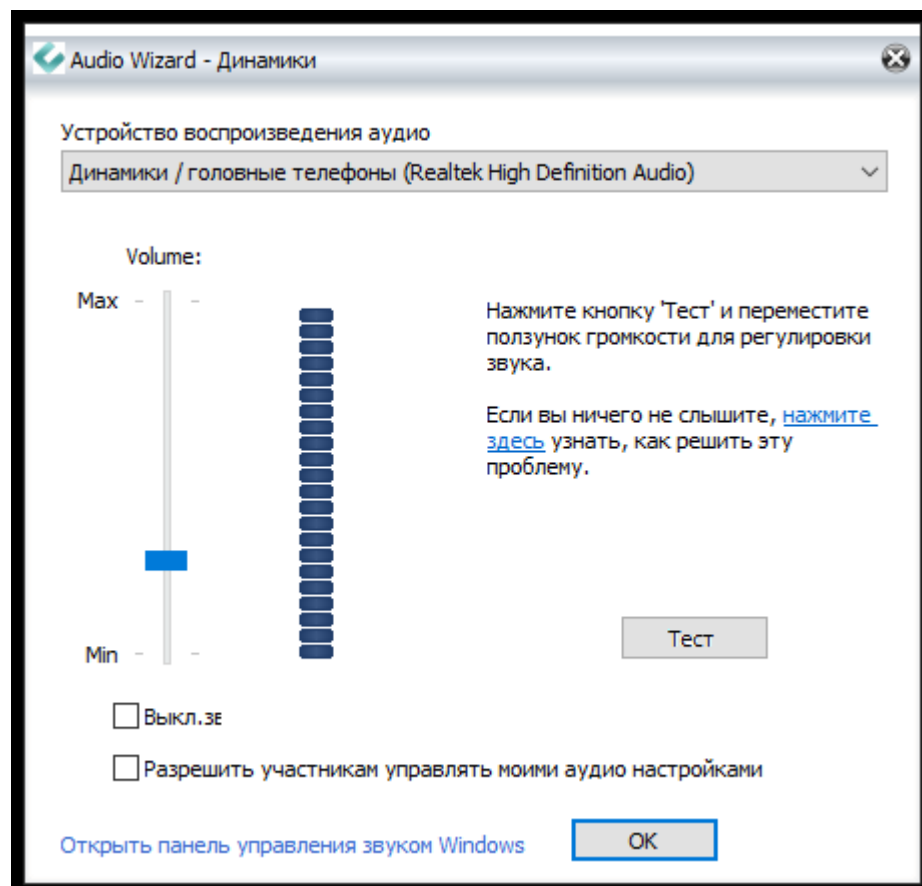 Audio Wizard - Динамики
Устройство воспроизведения аудио
Динамики / головные телефоны (Realtek High Definition Audio)
Volume:
Max
Нажмите кнопку 'Тест' и переместите
ползунок громкости для регулировки
звука.
Если вы ничего не слышите, нажмите
здесь узнать, как решить эту
проблему.
Тест
Min
Выкл.зв
Разрешить участникам управлять моими аудио настройками
Открыть панель управления звуком Windows
OK